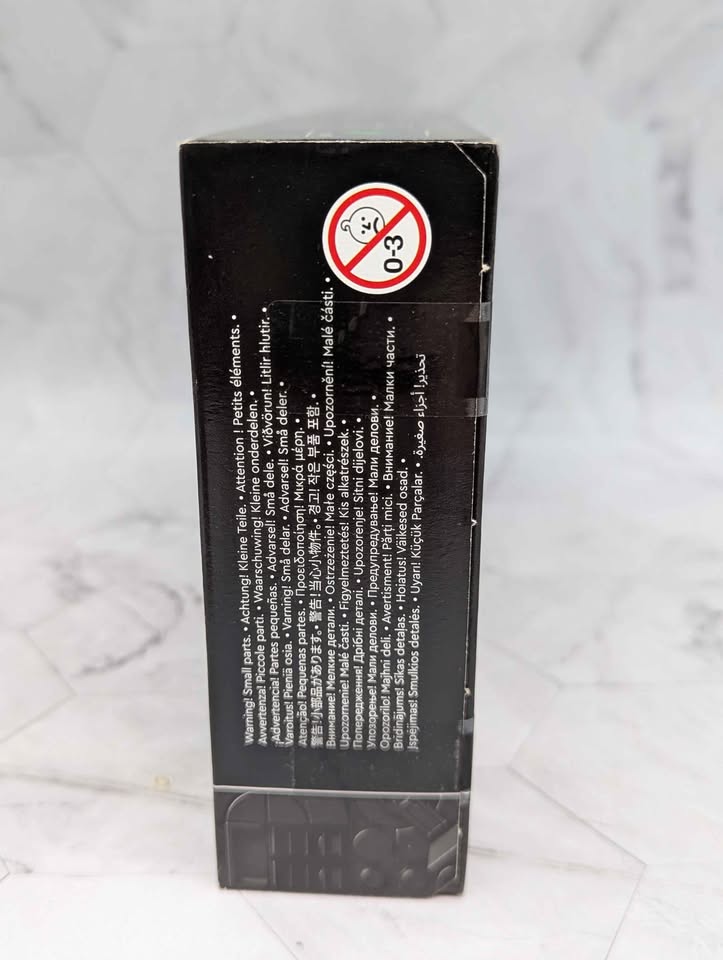 0-3
Warning! Small parts. • Achtung! Kleine Teile. • Attention ! Petits éléments. •
Avvertenza! Piccole parti. • Waarschuwing! Kleine onderdelen. •
¡Advertencia! Partes pequeñas. • Advarsel! Små dele. • Viðvörun! Litlir hlutir. •
Varoitus! Pieniä osia. • Varning! Små delar. • Advarsel! Små deler. •
Atenção! Pequenas partes. • Προειδοποίηση! Μικρά μέρη. •
警告!小部品があります。• 警告!当心小物件。• 경고! 작은 부품 포함. •
Внимание! Мелкие детали. • Ostrzeżenie! Małe części. • Upozornění! Malé části. •
Upozornenie! Malé časti. • Figyelmeztetés! Kis alkatrészek. •
Попередження! Дрібні деталі. • Upozorenje! Sitni dijelovi. •
Упозорење! Мали делови. • Предупредување! Мали делови. •
Opozorilo! Majhni deli. • Avertisment! Părți mici. • Внимание! Малки части. •
Brīdinājums! Sīkas detaļas. • Hoiatus! Väikesed osad. •
Įspėjimas! Smulkios detalės. • Uyarı! Küçük Parçalar. • تحذير! أجزاء صغيرة.